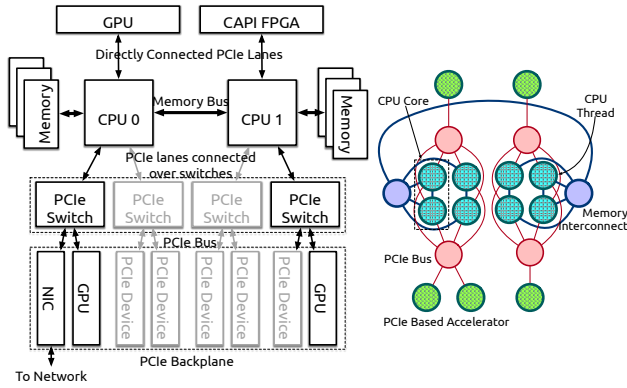 GPU
CAPI FPGA
Directly Connected PCIe Lanes
Memory
CPU 0
Memory Bus
CPU 1
Memory
PCIe lanes connected
over switches
PCIe
Switch
PCIe
Switch
PCIe
Switch
PCIe
Switch
PCIe Bus
NIC
GPU
PCIe Device
PCIe Device
PCIe Device
PCIe Device
PCIe Device
GPU
PCIe Backplane
To Network
CPU Core
CPU
Thread
Memory
Interconnect
PCIe Bus
PCIe Based Accelerator